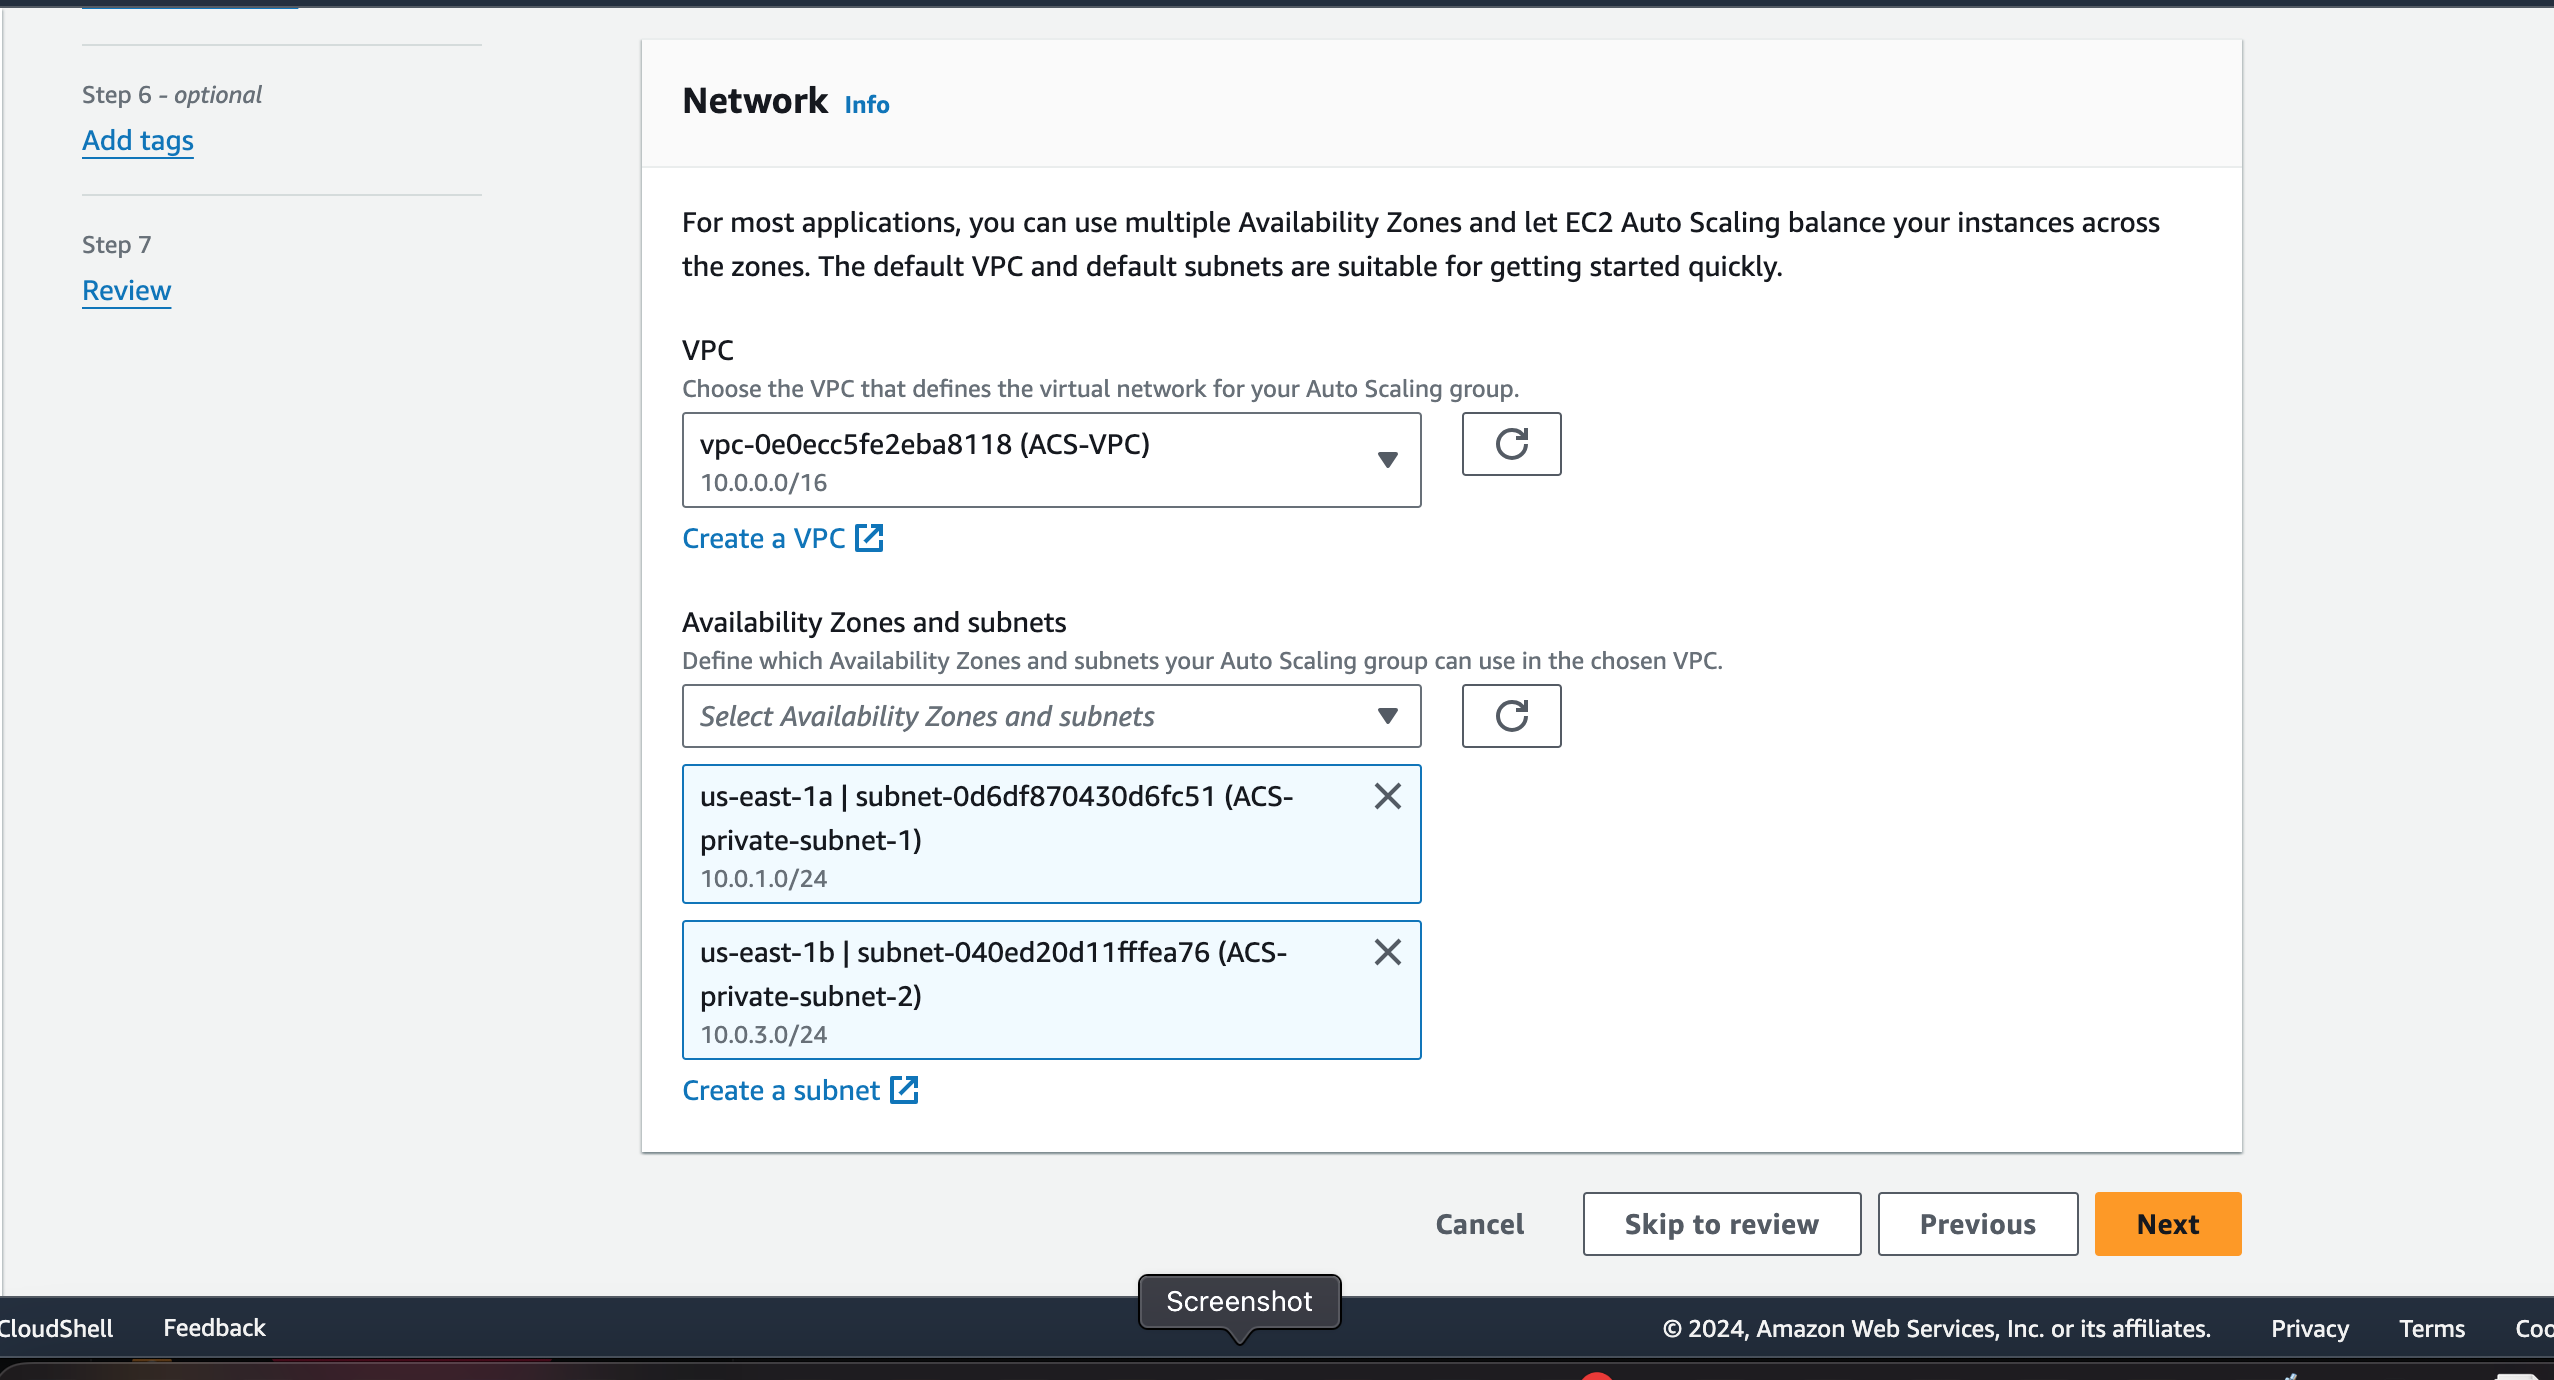 Step 6 - optional
Add tags
Step 7
Review
Network Info
For most applications, you can use multiple Availability Zones and let EC2 Auto Scaling balance your instances across
the zones. The default VPC and default subnets are suitable for getting started quickly.
VPC
Choose the VPC that defines the virtual network for your Auto Scaling group.
vpc-0e0ecc5fe2eba8118 (ACS-VPC)
10.0.0.0/16
Create a VPC
Availability Zones and subnets
Define which Availability Zones and subnets your Auto Scaling group can use in the chosen VPC.
Select Availability Zones and subnets
us-east-1a | subnet-0d6df870430d6fc51 (ACS-
private-subnet-1)
10.0.1.0/24
us-east-1b | subnet-040ed20d11fffea76 (ACS-
private-subnet-2)
10.0.3.0/24
Create a subnet
Cancel Skip to review Previous Next
Screenshot
CloudShell Feedback © 2024, Amazon Web Services, Inc. or its affiliates. Privacy Terms Coo